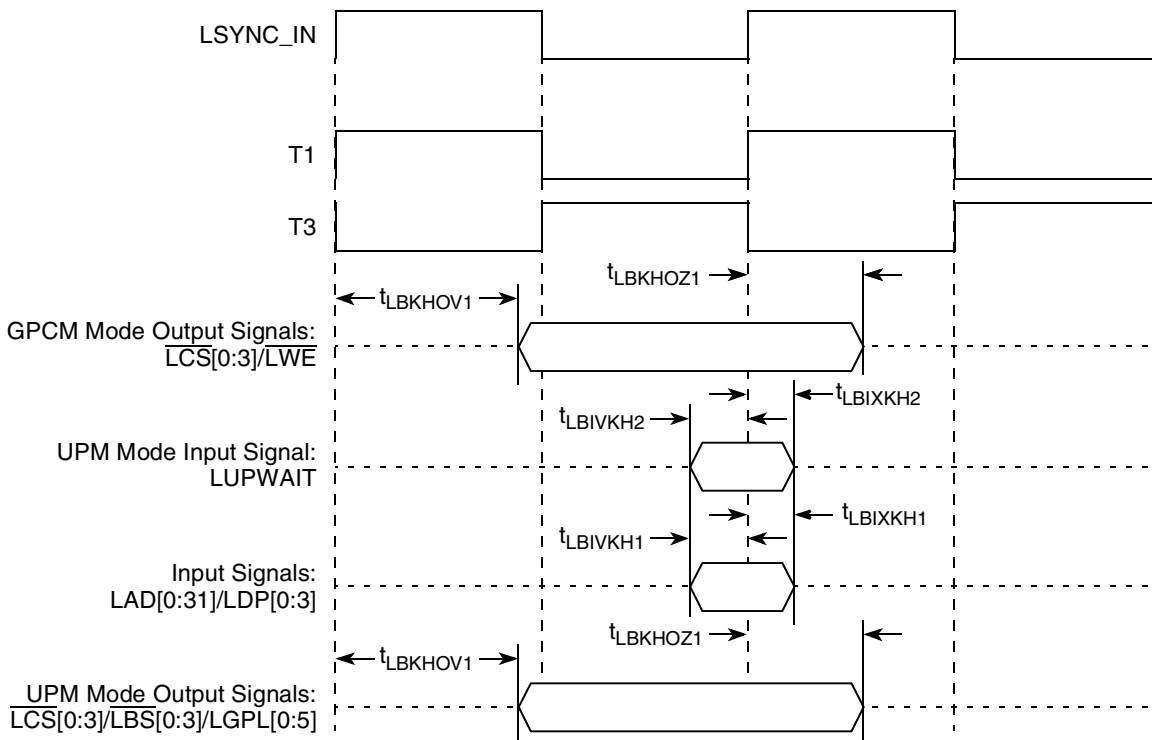 LSYNC_IN
T1
T3
tLBKHOZ1
tLBKHOV1
GPCM Mode Output Signals:
LCS[0:3]/LWE
tLBIXKH2
tLBIVKH2
UPM Mode Input Signal:
LUPWAIT
tLBIXKH1
tLBIVKH1
Input Signals:
LAD[0:31]/LDP[0:3]
tLBKHOZ1
tLBKHOV1
UPM Mode Output Signals:
LCS[0:3]/LBS[0:3]/LGPL[0:5]